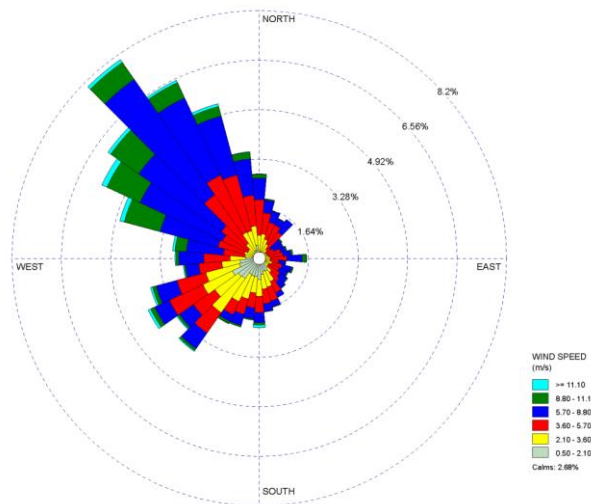 NORTH
8.2%
6.56%
4.92%
3.28%
1.64%
WEST
EAST
SOUTH
WIND SPEED
(m/s)
>= 11.10
8.80 - 11.1
5.70 - 8.80
3.60 - 5.70
2.10 - 3.60
0.50 - 2.10
Calms: 2.68%